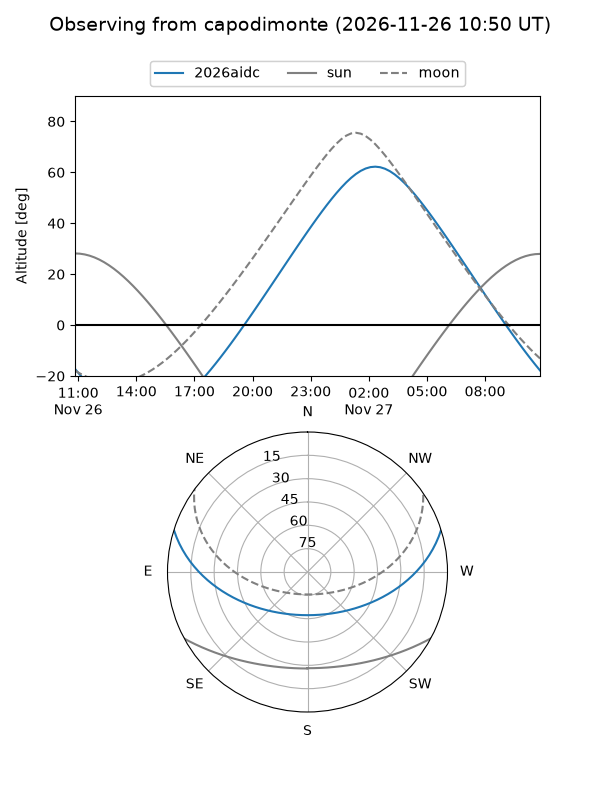 Observing from capodimonte (2026-11-26 10:50 UT)
2026aidc sun moon
Altitude [deg]
80
60
40
20
0
−20
11:00 14:00 17:00 20:00 23:00 02:00 05:00 08:00
Nov 26 Nov 27
N
NE NW
15
30
45
60
75
E W
SE SW
S